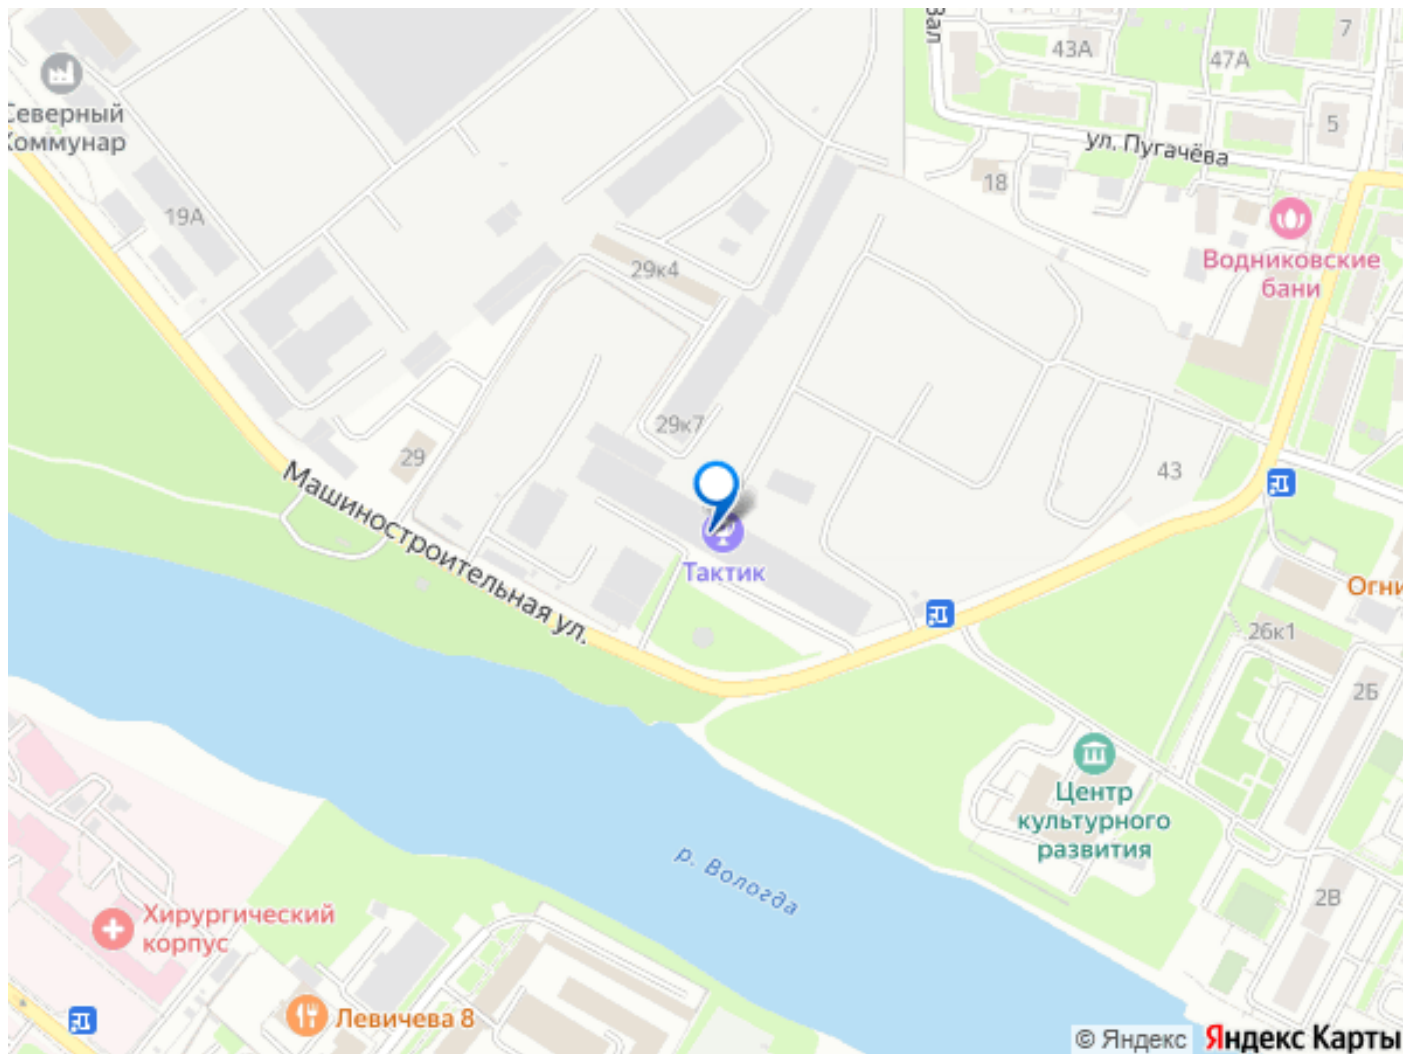 Вал
43А
47А
7
5
ул. Пугачёва
18
Северный
Коммунар
19А
Водниковские
бани
29к4
29к7
29
43
Машиностроительная ул.
Тактик
Огни
26к1
2Б
Центр
культурного
развития
р. Вологда
2В
Хирургический
корпус
Левичева 8
© Яндекс
Яндекс Карты